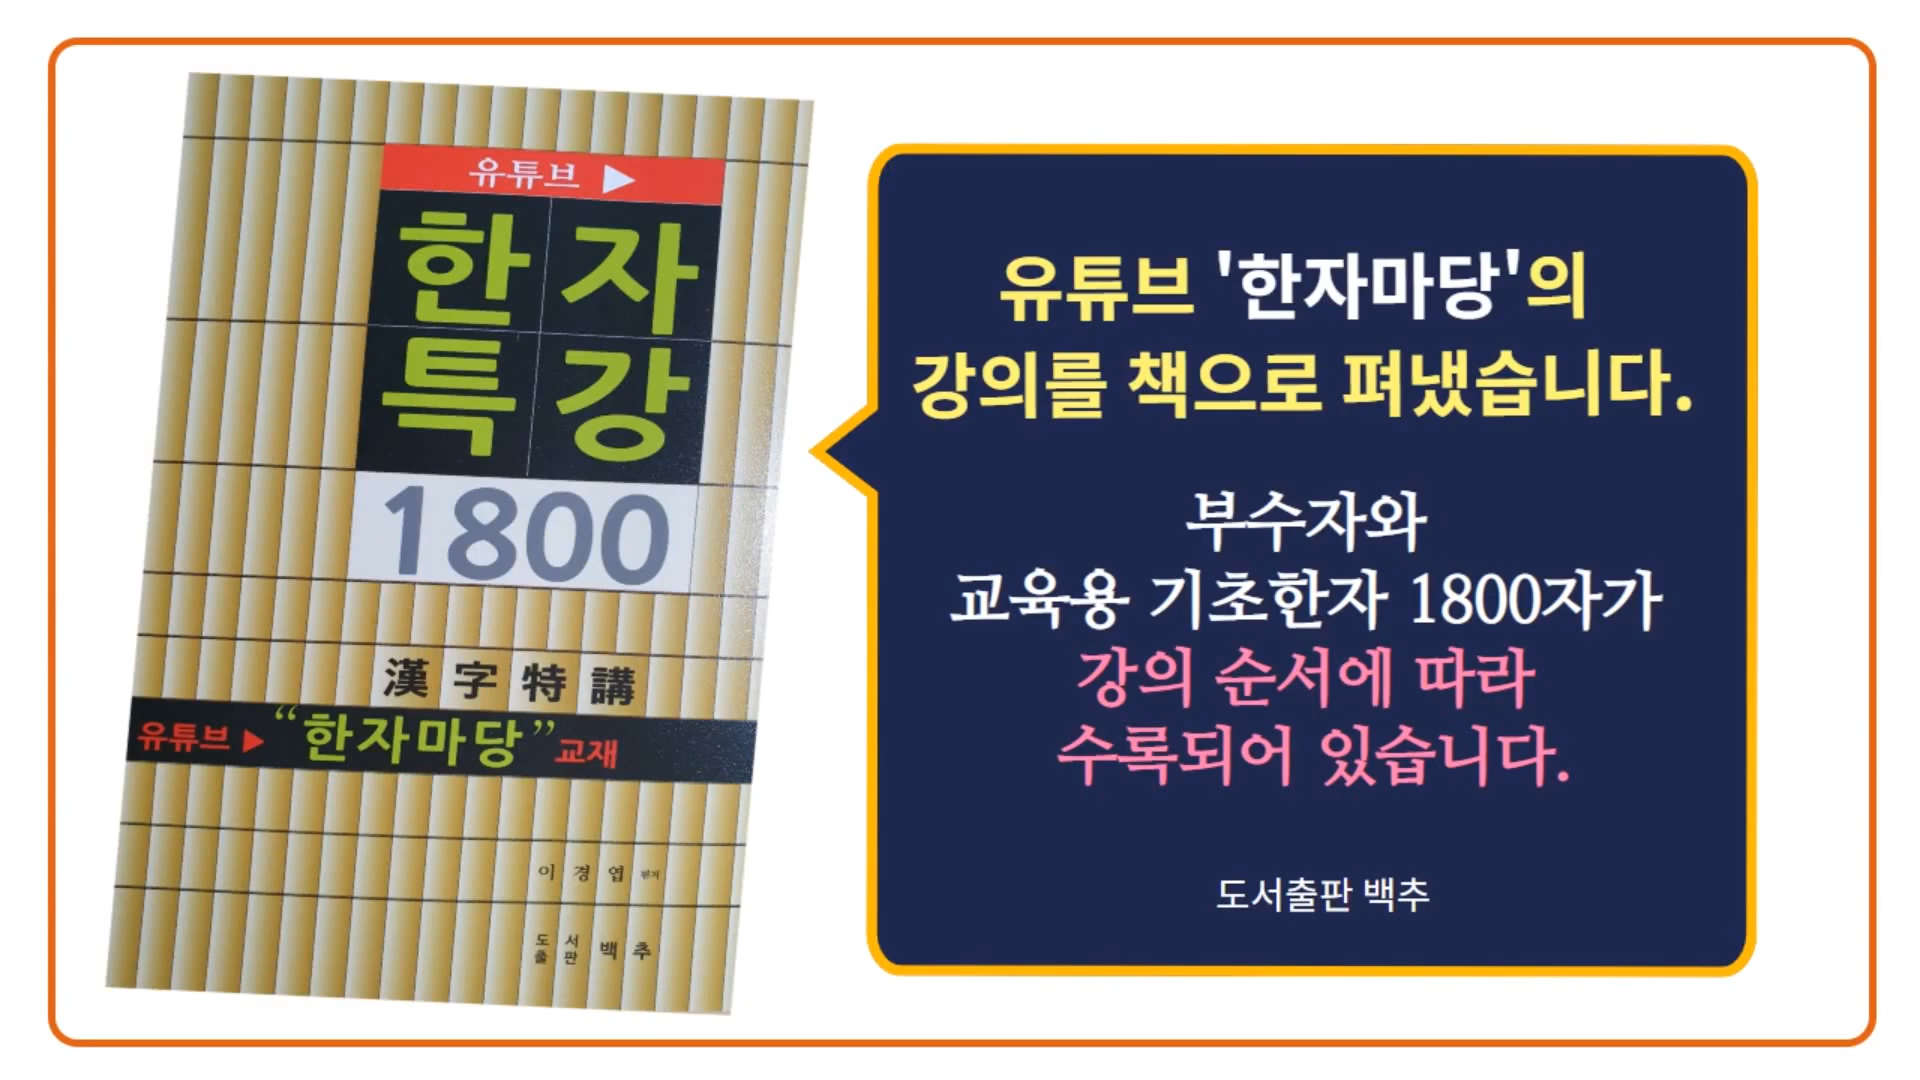 유튜브 ▶
한자
특강
1800
漢字特講
유튜브 ▶ “한자마당” 교재
이경엽 편저
도서출판 백추
유튜브 '한자마당'의
강의를 책으로 펴냈습니다.
부수자와
교육용 기초한자 1800자가
강의 순서에 따라
수록되어 있습니다.
도서출판 백추